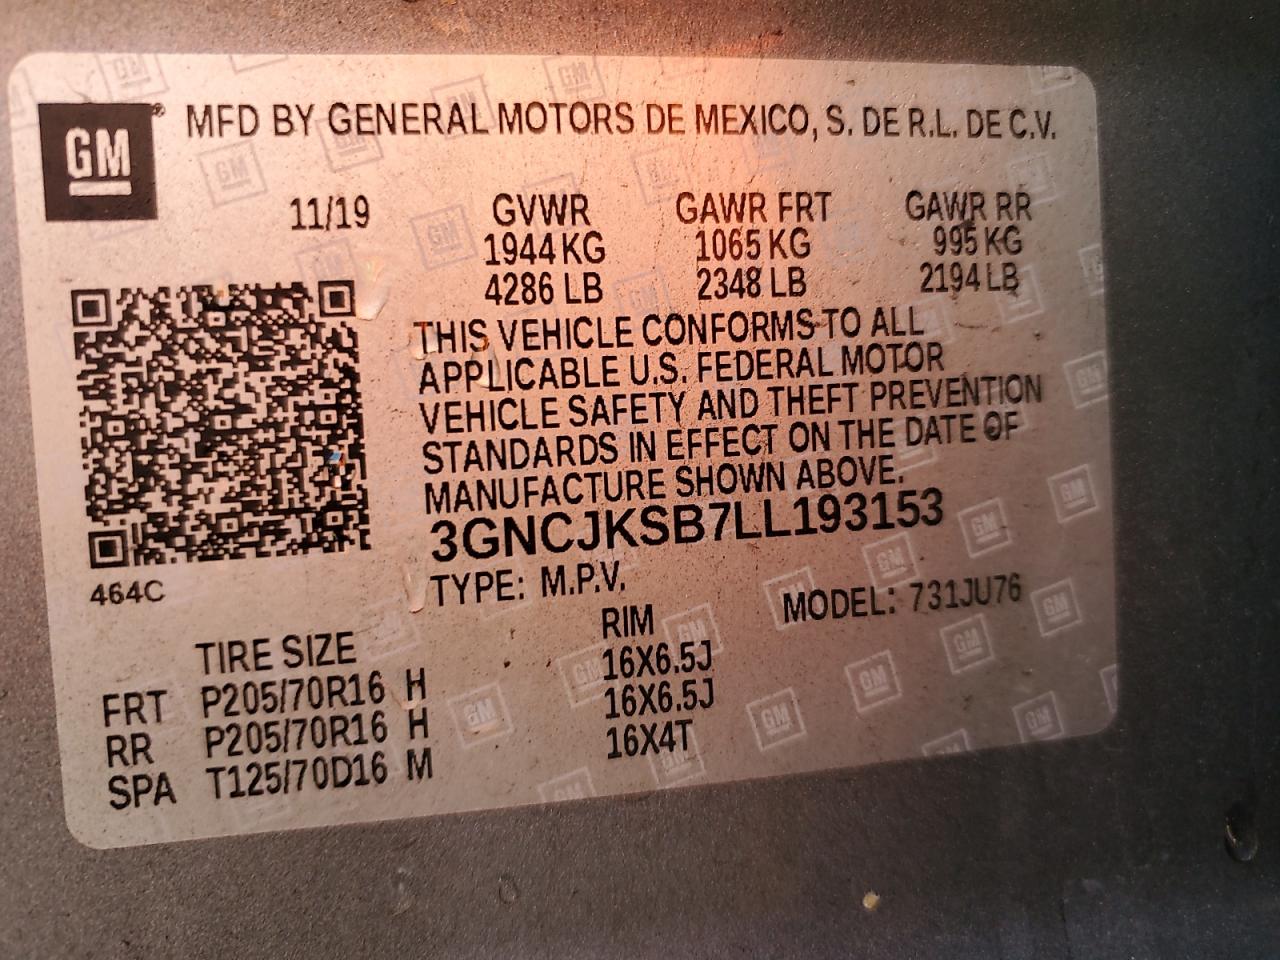 GM® MFD BY GENERAL MOTORS DE MEXICO, S. DE R.L. DE C.V.
11/19 GVWR GAWR FRT GAWR RR
1944 KG 1065 KG 995 KG
4286 LB 2348 LB 2194 LB
THIS VEHICLE CONFORMS TO ALL
APPLICABLE U.S. FEDERAL MOTOR
VEHICLE SAFETY AND THEFT PREVENTION
STANDARDS IN EFFECT ON THE DATE OF
MANUFACTURE SHOWN ABOVE.
3GNCJKSB7LL193153
464C
TYPE: M.P.V. MODEL: 731JU76
TIRE SIZE RIM
FRT P205/70R16 H 16X6.5J
RR P205/70R16 H 16X6.5J
SPA T125/70D16 M 16X4T